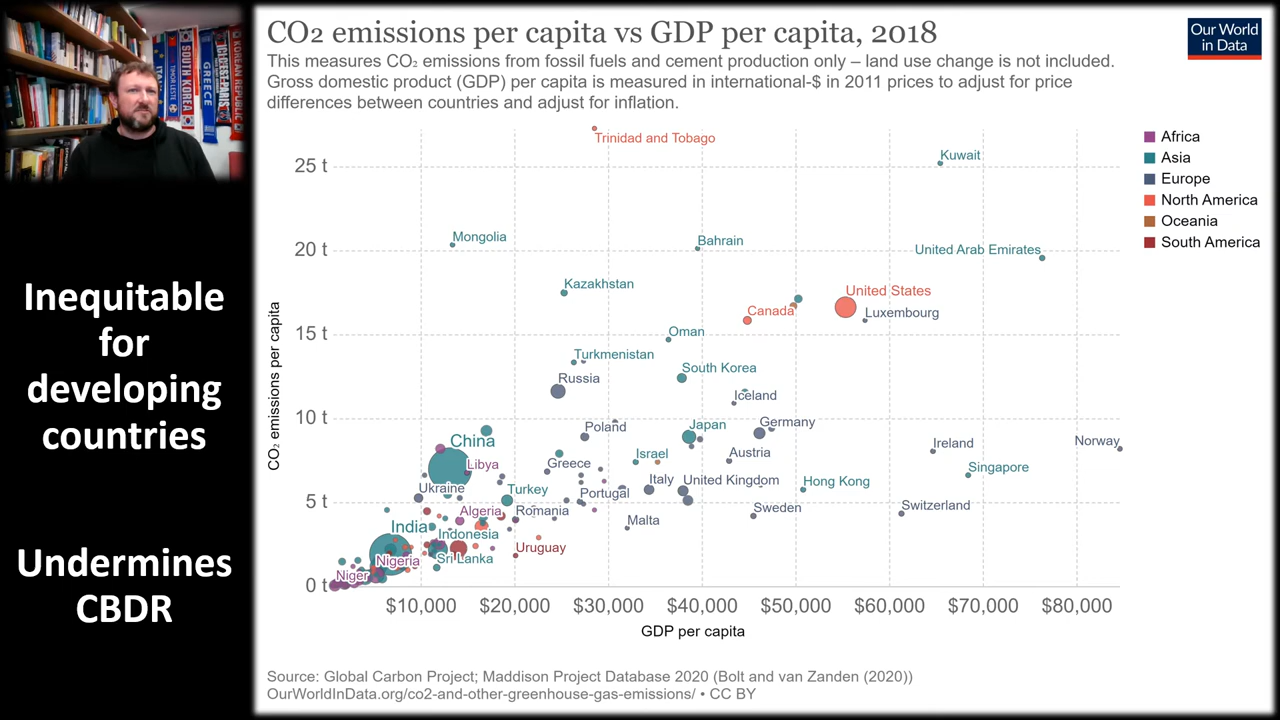 Inequitable
for
developing
countries
Undermines
CBDR
CO₂ emissions per capita vs GDP per capita, 2018
This measures CO₂ emissions from fossil fuels and cement production only – land use change is not included.
Gross domestic product (GDP) per capita is measured in international-$ in 2011 prices to adjust for price
differences between countries and adjust for inflation.
Our World
in Data
Africa
Asia
Europe
North America
Oceania
South America
CO₂ emissions per capita
25 t
20 t
15 t
10 t
5 t
0 t
Trinidad and Tobago
Kuwait
Mongolia
Bahrain
United Arab Emirates
Kazakhstan
United States
Canada
Luxembourg
Oman
Turkmenistan
South Korea
Russia
Iceland
Poland
Japan
Germany
China
Ireland
Norway
Israel
Austria
Libya
Greece
Singapore
Ukraine
Turkey
Portugal
Italy
United Kingdom
Hong Kong
Algeria
Romania
Sweden
Switzerland
India
Malta
Indonesia
Uruguay
Nigeria
Sri Lanka
Niger
$10,000
$20,000
$30,000
$40,000
$50,000
$60,000
$70,000
$80,000
GDP per capita
Source: Global Carbon Project; Maddison Project Database 2020 (Bolt and van Zanden (2020))
OurWorldInData.org/co2-and-other-greenhouse-gas-emissions/ • CC BY
SOUTH KOREA
GREECE
KOREAN REPUBLIC